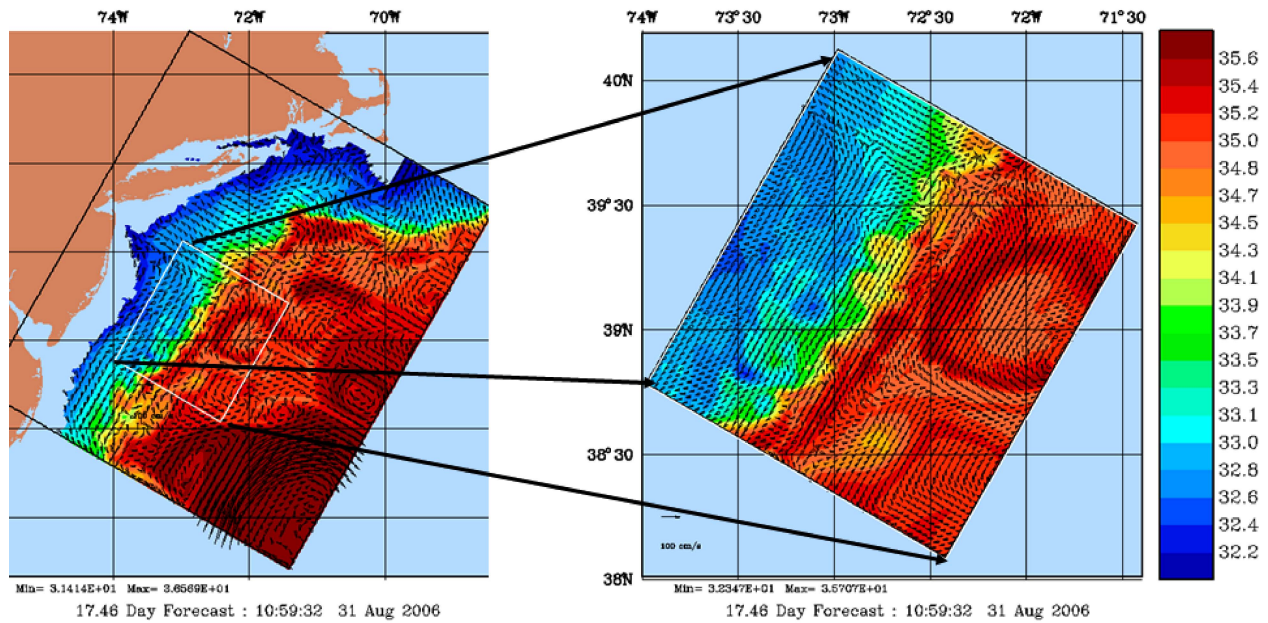 74W 72W 70W
74W 73°30 73W 72°30 72W 71°30
40N
39°30
39N
38°30
38N
35.6
35.4
35.2
35.0
34.8
34.7
34.5
34.3
34.1
33.9
33.7
33.5
33.3
33.1
33.0
32.8
32.6
32.4
32.2
100 cm/s
Min= 3.1414E+01 Max= 3.6569E+01
17.46 Day Forecast : 10:59:32 31 Aug 2006
Min= 3.2347E+01 Max= 3.5707E+01
17.46 Day Forecast : 10:59:32 31 Aug 2006